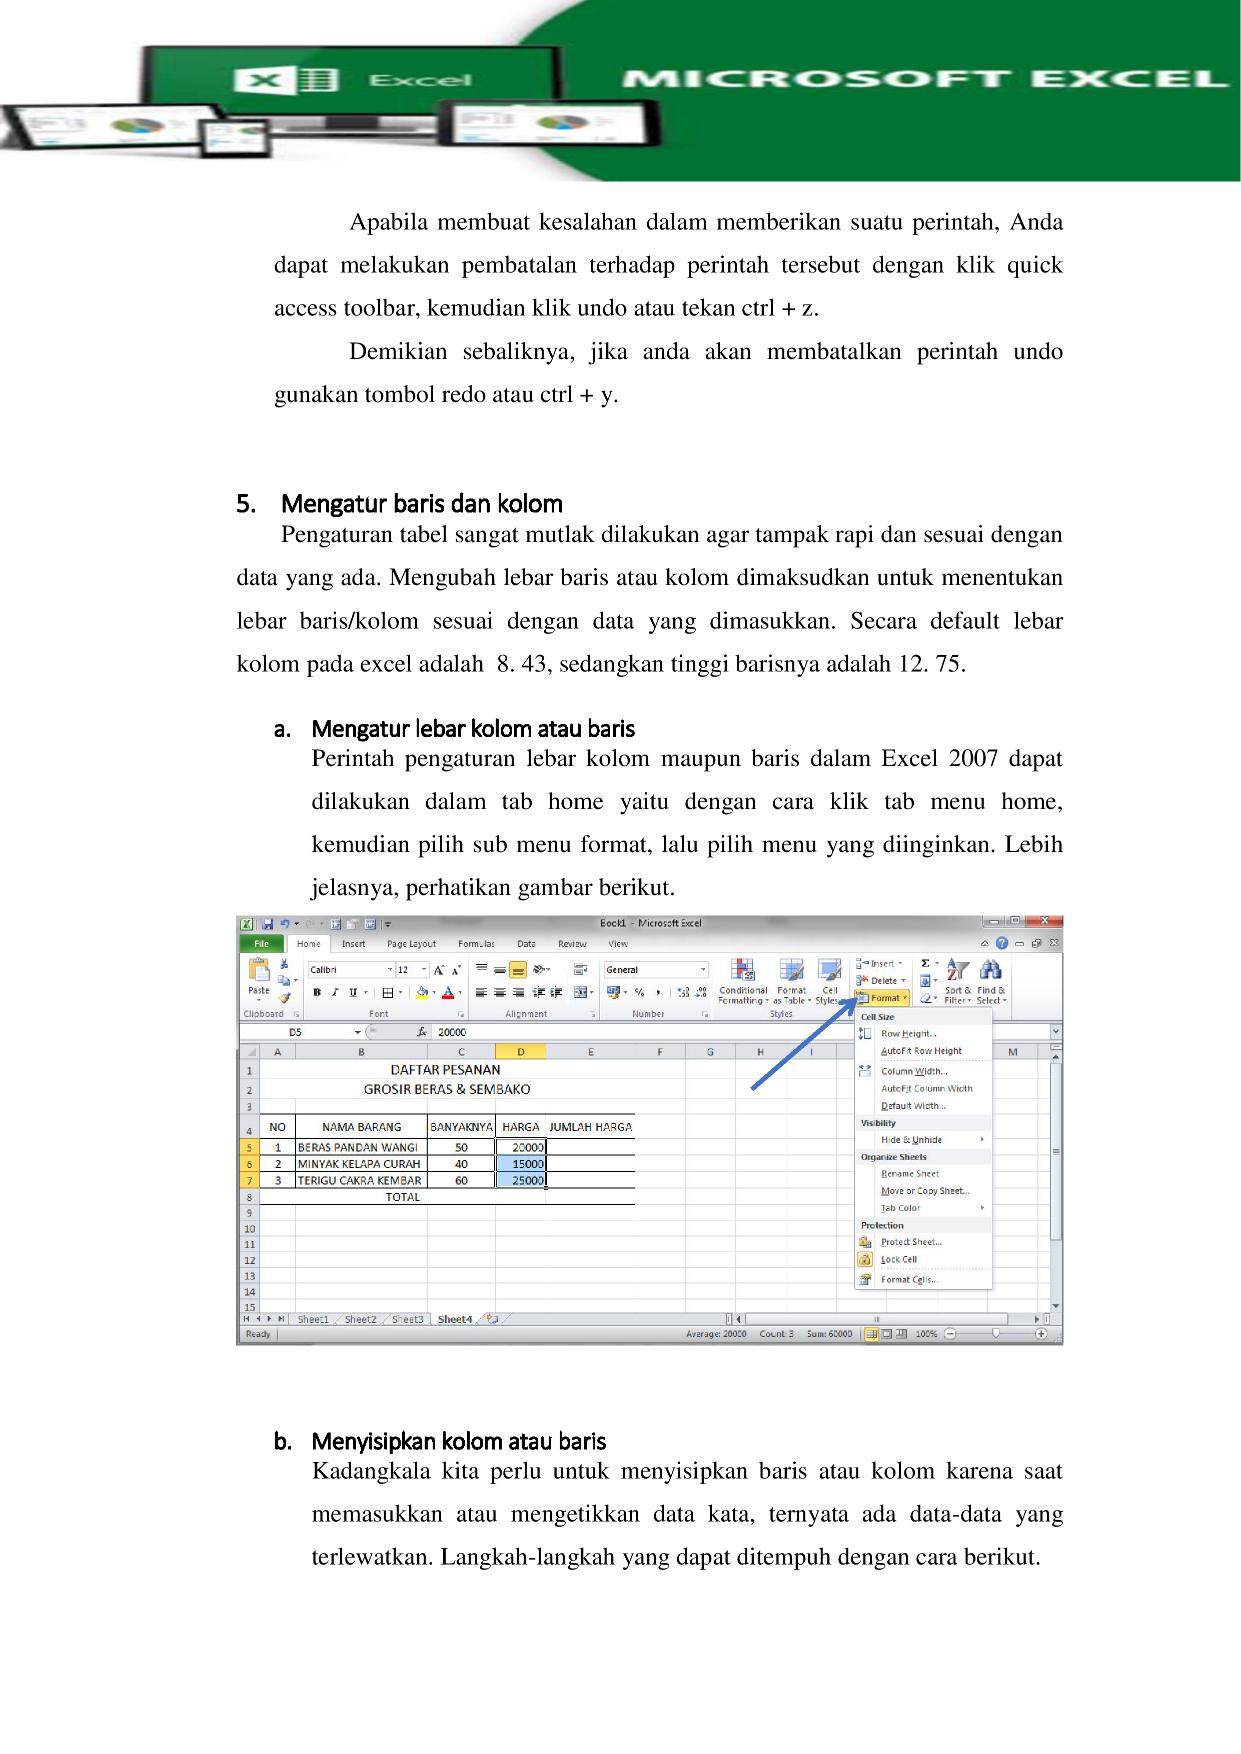 Excel
MICROSOFT EXCEL
Apabila membuat kesalahan dalam memberikan suatu perintah, Anda
dapat melakukan pembatalan terhadap perintah tersebut dengan klik quick
access toolbar, kemudian klik undo atau tekan ctrl + z.
Demikian sebaliknya, jika anda akan membatalkan perintah undo
gunakan tombol redo atau ctrl + y.
5. Mengatur baris dan kolom
Pengaturan tabel sangat mutlak dilakukan agar tampak rapi dan sesuai dengan
data yang ada. Mengubah lebar baris atau kolom dimaksudkan untuk menentukan
lebar baris/kolom sesuai dengan data yang dimasukkan. Secara default lebar
kolom pada excel adalah 8. 43, sedangkan tinggi barisnya adalah 12. 75.
a. Mengatur lebar kolom atau baris
Perintah pengaturan lebar kolom maupun baris dalam Excel 2007 dapat
dilakukan dalam tab home yaitu dengan cara klik tab menu home,
kemudian pilih sub menu format, lalu pilih menu yang diinginkan. Lebih
jelasnya, perhatikan gambar berikut.
Book1 - Microsoft Excel
File Home Insert Page Layout Formulas Data Review View
Calibri 12 General Insert
Paste Delete
B I U Conditional Format Cell Format Sort & Find &
Formatting as Table Styles Filter Select
Clipboard Font Alignment Number Styles
D5 fx 20000
A B C D E F G H I M
1 DAFTAR PESANAN
2 GROSIR BERAS & SEMBAKO
3
4 NO NAMA BARANG BANYAKNYA HARGA JUMLAH HARGA
5 1 BERAS PANDAN WANGI 50 20000
6 2 MINYAK KELAPA CURAH 40 15000
7 3 TERIGU CAKRA KEMBAR 60 25000
8 TOTAL
9
10
11
12
13
14
15
Cell Size
Row Height...
AutoFit Row Height
Column Width...
AutoFit Column Width
Default Width...
Visibility
Hide & Unhide
Organize Sheets
Rename Sheet
Move or Copy Sheet...
Tab Color
Protection
Protect Sheet...
Lock Cell
Format Cells...
Sheet1 Sheet2 Sheet3 Sheet4
Ready Average: 20000 Count: 3 Sum: 60000 100%
b. Menyisipkan kolom atau baris
Kadangkala kita perlu untuk menyisipkan baris atau kolom karena saat
memasukkan atau mengetikkan data kata, ternyata ada data-data yang
terlewatkan. Langkah-langkah yang dapat ditempuh dengan cara berikut.